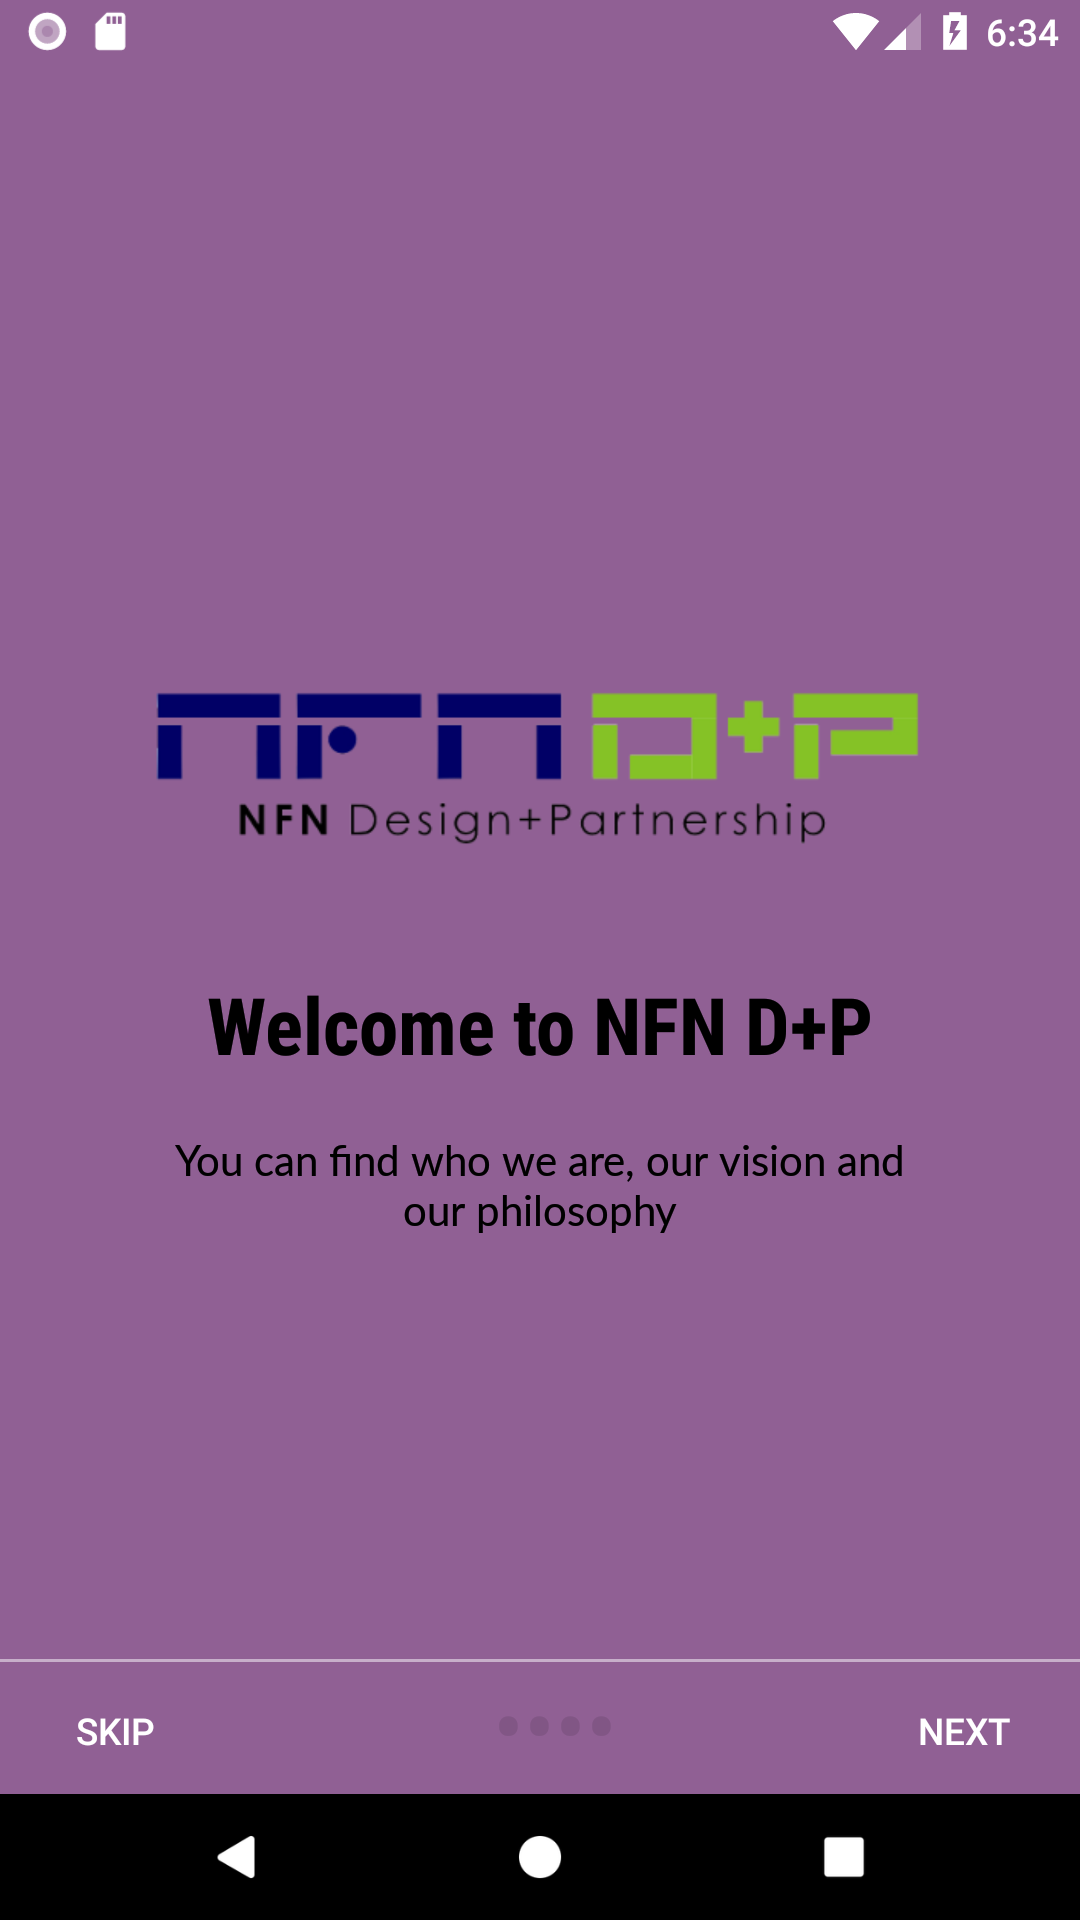 6:34
NFN D+P
NFN Design+Partnership
Welcome to NFN D+P
You can find who we are, our vision and
our philosophy
SKIP
NEXT